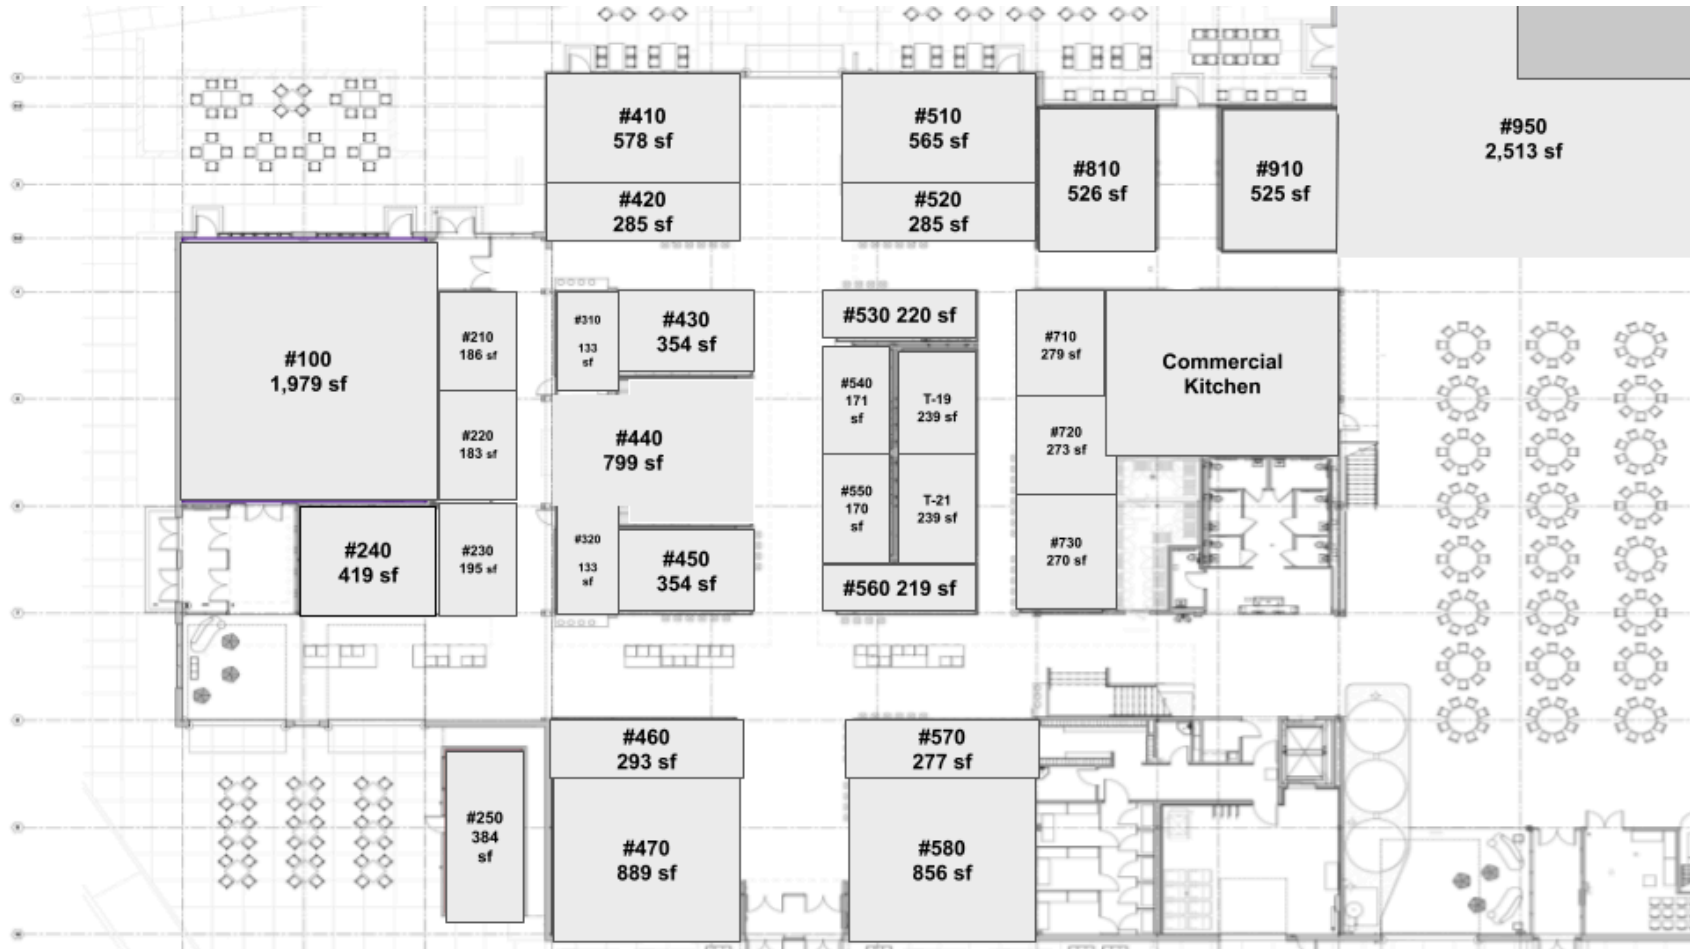 #410
578 sf
#420
285 sf
#510
565 sf
#520
285 sf
#810
526 sf
#910
525 sf
#950
2,513 sf
#100
1,979 sf
#210
186 sf
#220
183 sf
#230
195 sf
#240
419 sf
#250
384
sf
#310
133
sf
#320
133
sf
#430
354 sf
#440
799 sf
#450
354 sf
#530 220 sf
#540
171
sf
T-19
239 sf
#550
170
sf
T-21
239 sf
#560 219 sf
#710
279 sf
#720
273 sf
#730
270 sf
Commercial
Kitchen
#460
293 sf
#470
889 sf
#570
277 sf
#580
856 sf